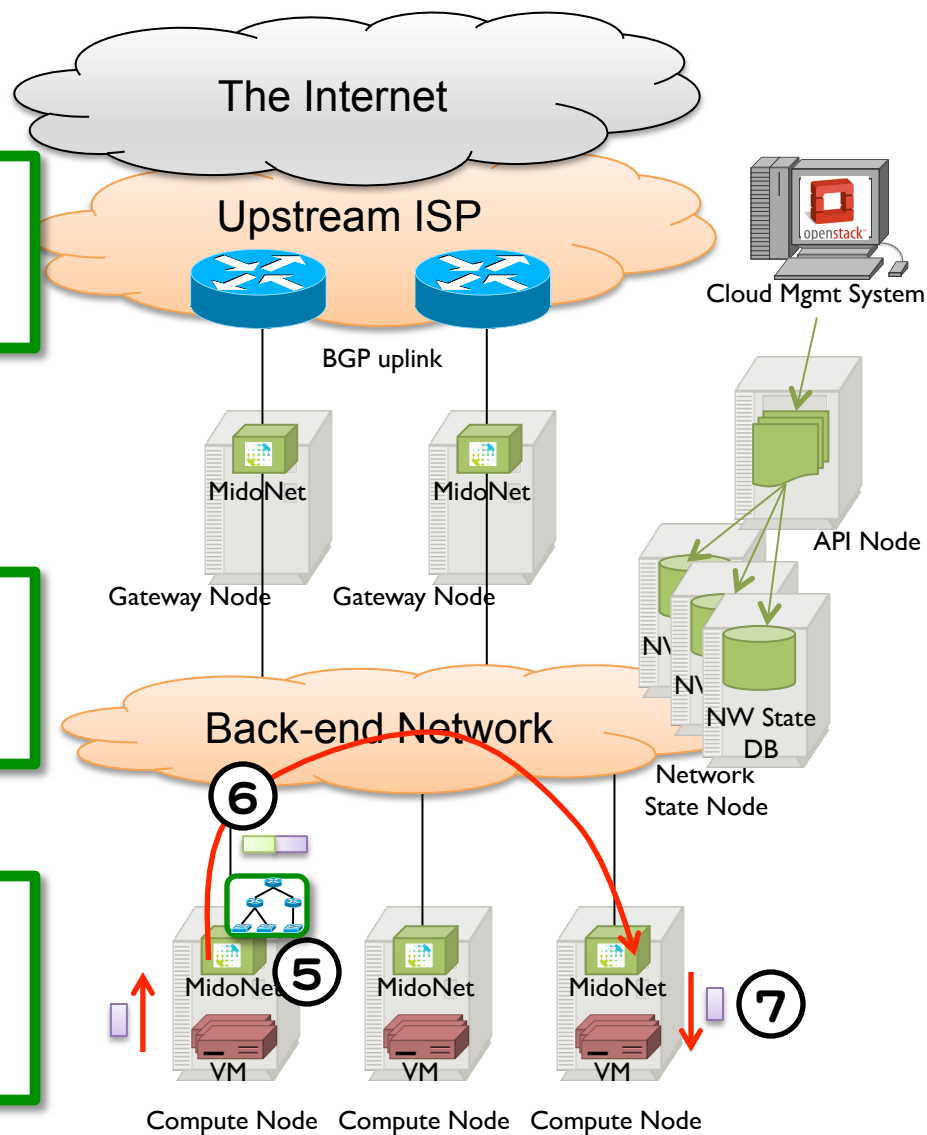 The Internet
Upstream ISP
openstack
Cloud Mgmt System
BGP uplink
MidoNet
MidoNet
API Node
Gateway Node
Gateway Node
NW State
DB
Back-end Network
Network
State Node
6
5
MidoNet
MidoNet
MidoNet
7
VM
VM
VM
Compute Node
Compute Node
Compute Node